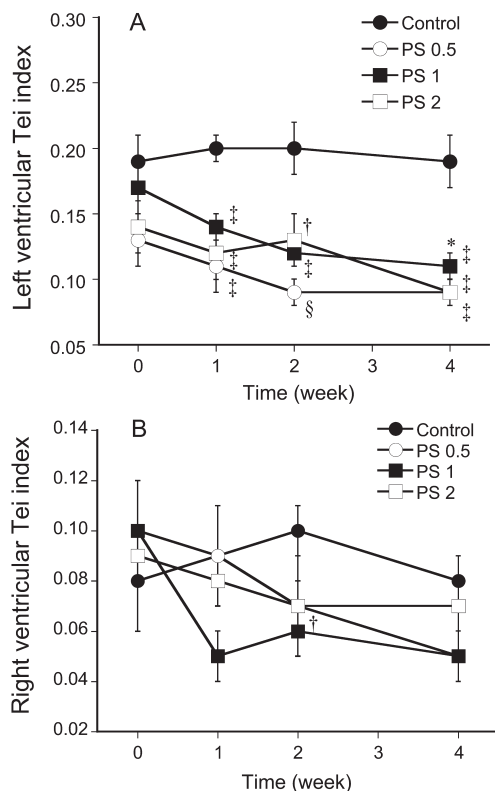 A
0.30
0.25
0.20
0.15
0.10
0.05
Left ventricular Tei index
Control
PS 0.5
PS 1
PS 2
‡
‡
‡
†
‡
§
*
‡
‡
‡
0 1 2 3 4
Time (week)
B
0.14
0.12
0.10
0.08
0.06
0.04
0.02
Right ventricular Tei index
Control
PS 0.5
PS 1
PS 2
†
0 1 2 3 4
Time (week)